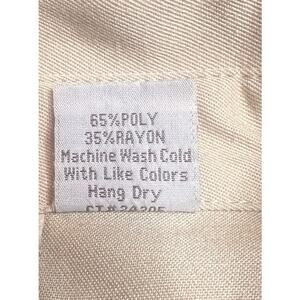 65%POLY
35%RAYON
Machine Wash Cold
With Like Colors
Hang Dry